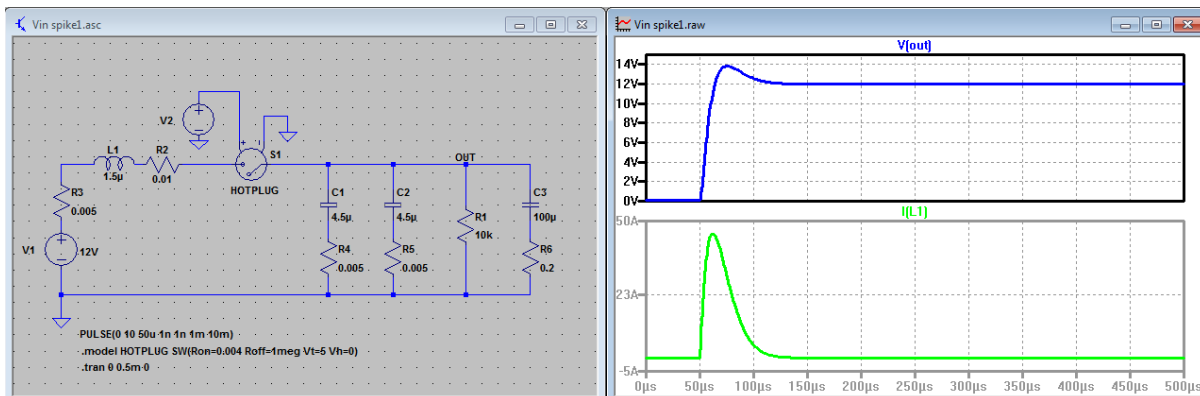 Vin spike1.asc
V2
+
−
L1
1.5µ
R2
0.01
+
−
S1
HOTPLUG
OUT
R3
0.005
V1
+
−
12V
C1
4.5µ
C2
4.5µ
R1
10k
C3
100µ
R4
0.005
R5
0.005
R6
0.2
PULSE(0 10 50u 1n 1n 1m 10m)
.model HOTPLUG SW(Ron=0.004 Roff=1meg Vt=5 Vh=0)
.tran 0 0.5m 0
Vin spike1.raw
V(out)
14V
12V
10V
8V
6V
4V
2V
0V
I(L1)
50A
23A
-5A
0µs 50µs 100µs 150µs 200µs 250µs 300µs 350µs 400µs 450µs 500µs